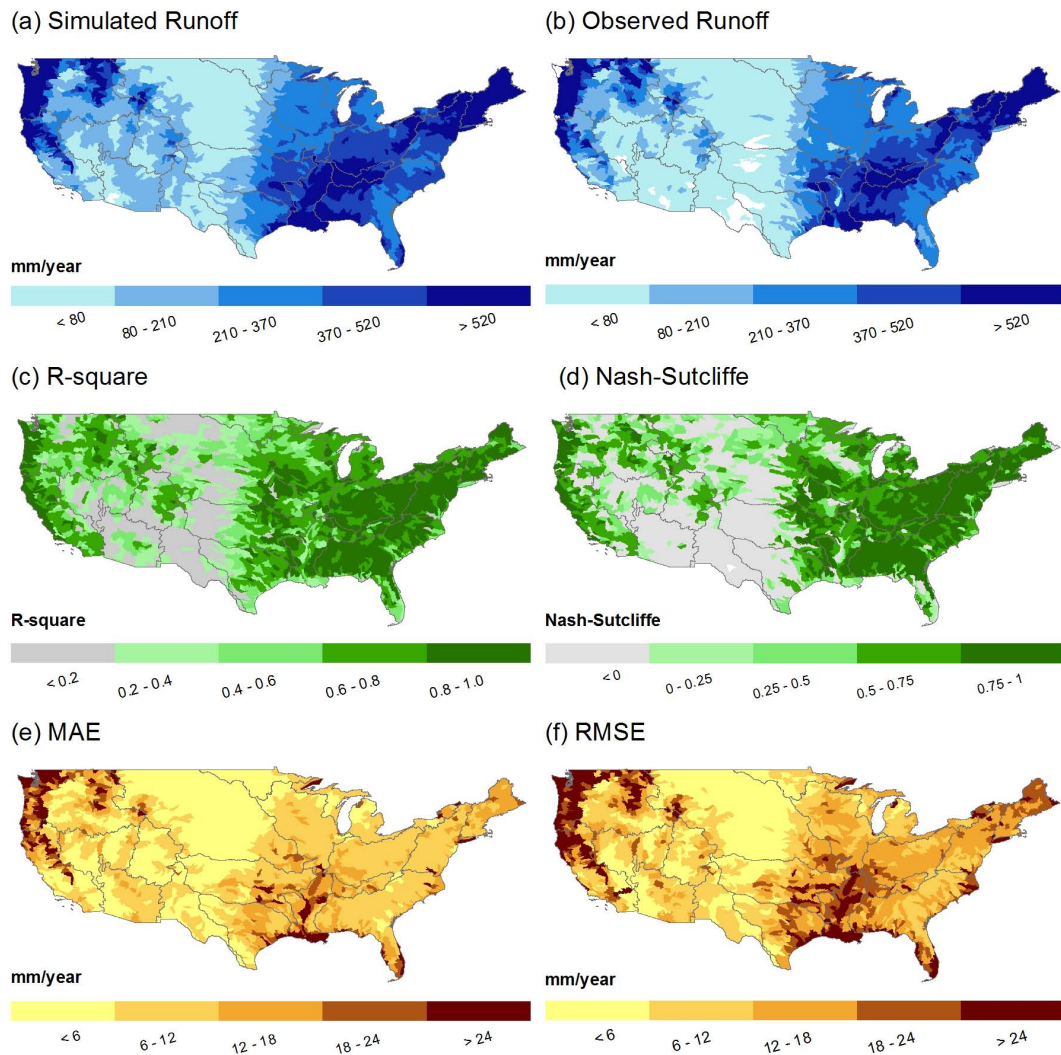 (a) Simulated Runoff
(b) Observed Runoff
mm/year
mm/year
< 80
80 - 210
210 - 370
370 - 520
> 520
< 80
80 - 210
210 - 370
370 - 520
> 520
(c) R-square
(d) Nash-Sutcliffe
R-square
Nash-Sutcliffe
< 0.2
0.2 - 0.4
0.4 - 0.6
0.6 - 0.8
0.8 - 1.0
< 0
0 - 0.25
0.25 - 0.5
0.5 - 0.75
0.75 - 1
(e) MAE
(f) RMSE
mm/year
mm/year
< 6
6 - 12
12 - 18
18 - 24
> 24
< 6
6 - 12
12 - 18
18 - 24
> 24